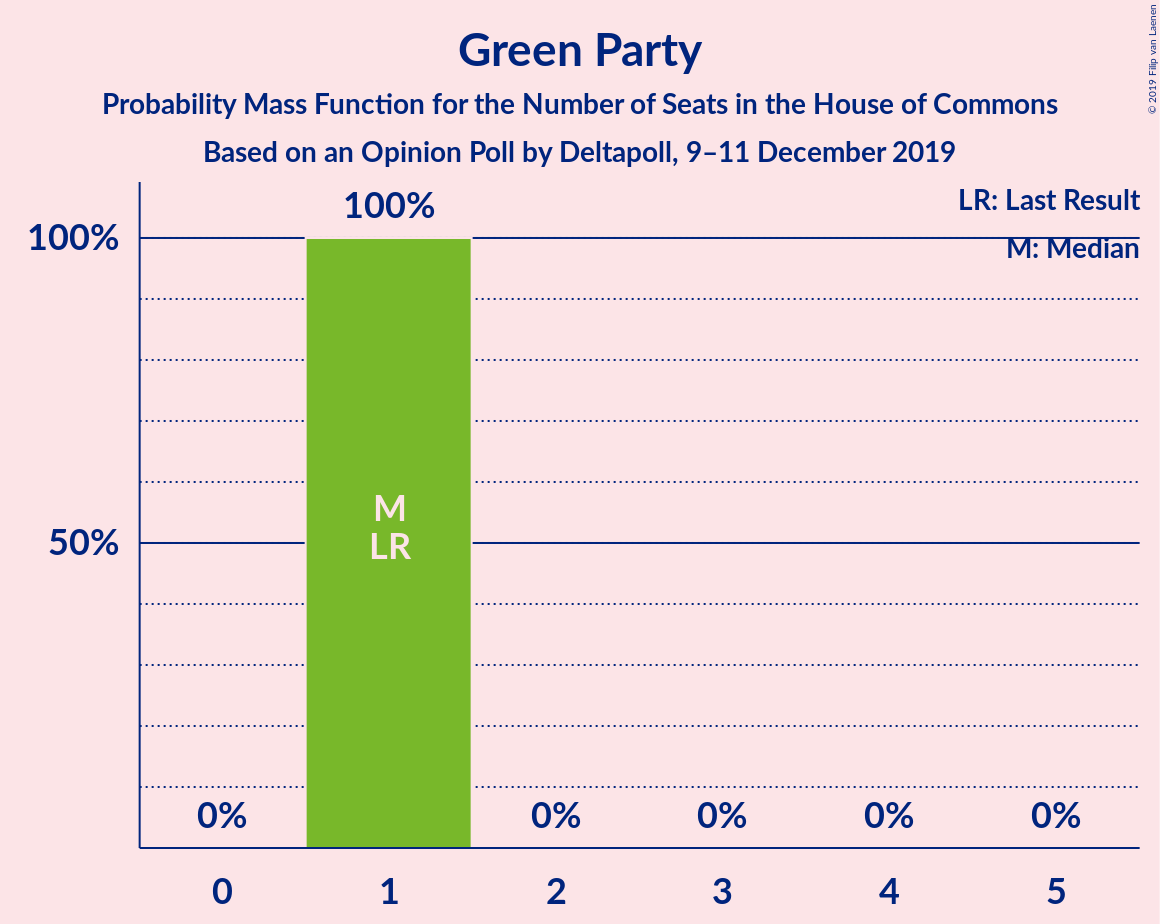 Green Party
Probability Mass Function for the Number of Seats in the House of Commons
Based on an Opinion Poll by Deltapoll, 9–11 December 2019
© 2019 Filip van Laenen
LR: Last Result
M: Median
100%
100%
50%
M
LR
0%
0%
0%
0%
0%
0
1
2
3
4
5